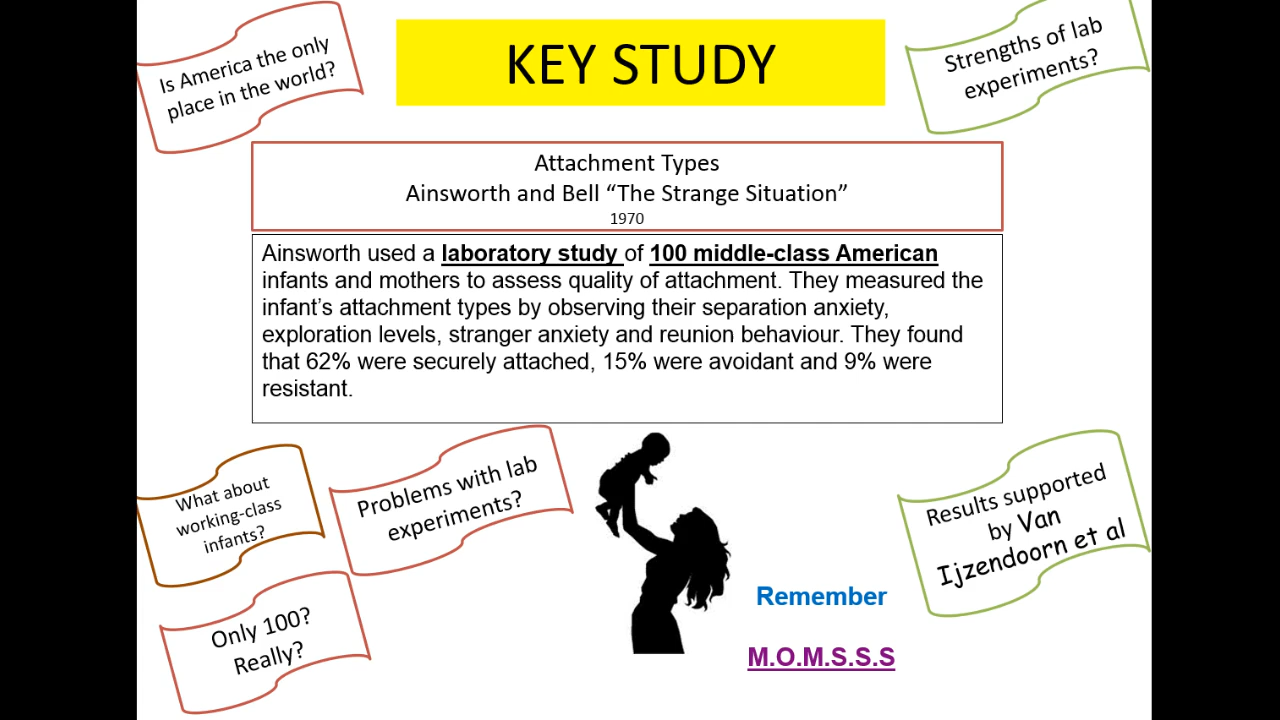 Is America the only
place in the world?
KEY STUDY
Strengths of lab
experiments?
Attachment Types
Ainsworth and Bell “The Strange Situation”
1970
Ainsworth used a laboratory study of 100 middle-class American
infants and mothers to assess quality of attachment. They measured the
infant’s attachment types by observing their separation anxiety,
exploration levels, stranger anxiety and reunion behaviour. They found
that 62% were securely attached, 15% were avoidant and 9% were
resistant.
What about
working-class
infants?
Problems with lab
experiments?
Results supported
by Van
Ijzendoorn et al
Only 100?
Really?
Remember
M.O.M.S.S.S